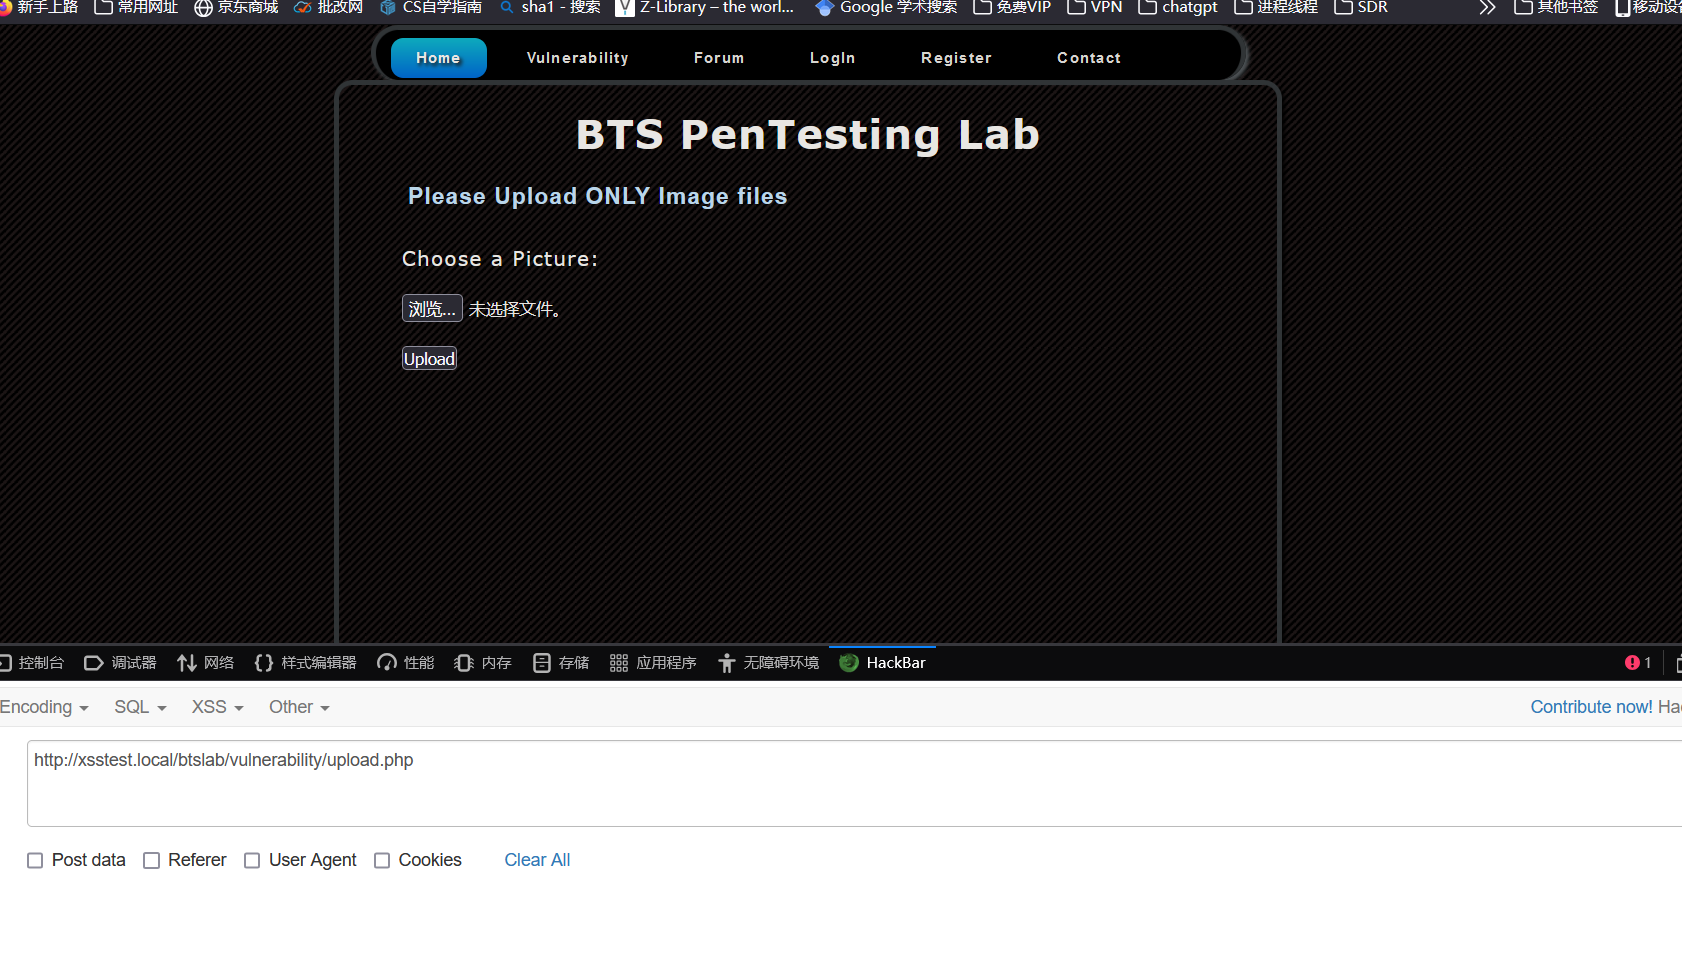 新手上路 常用网址 京东商城 批改网 CS自学指南 sha1 - 搜索 Z-Library – the worl... Google 学术搜索 免费VIP VPN chatgpt 进程线程 SDR 其他书签 移动设
Home Vulnerability Forum LogIn Register Contact
BTS PenTesting Lab
Please Upload ONLY Image files
Choose a Picture:
浏览... 未选择文件。
Upload
控制台 调试器 网络 样式编辑器 性能 内存 存储 应用程序 无障碍环境 HackBar 1
Encoding SQL XSS Other Contribute now! Hac
http://xsstest.local/btslab/vulnerability/upload.php
Post data Referer User Agent Cookies Clear All